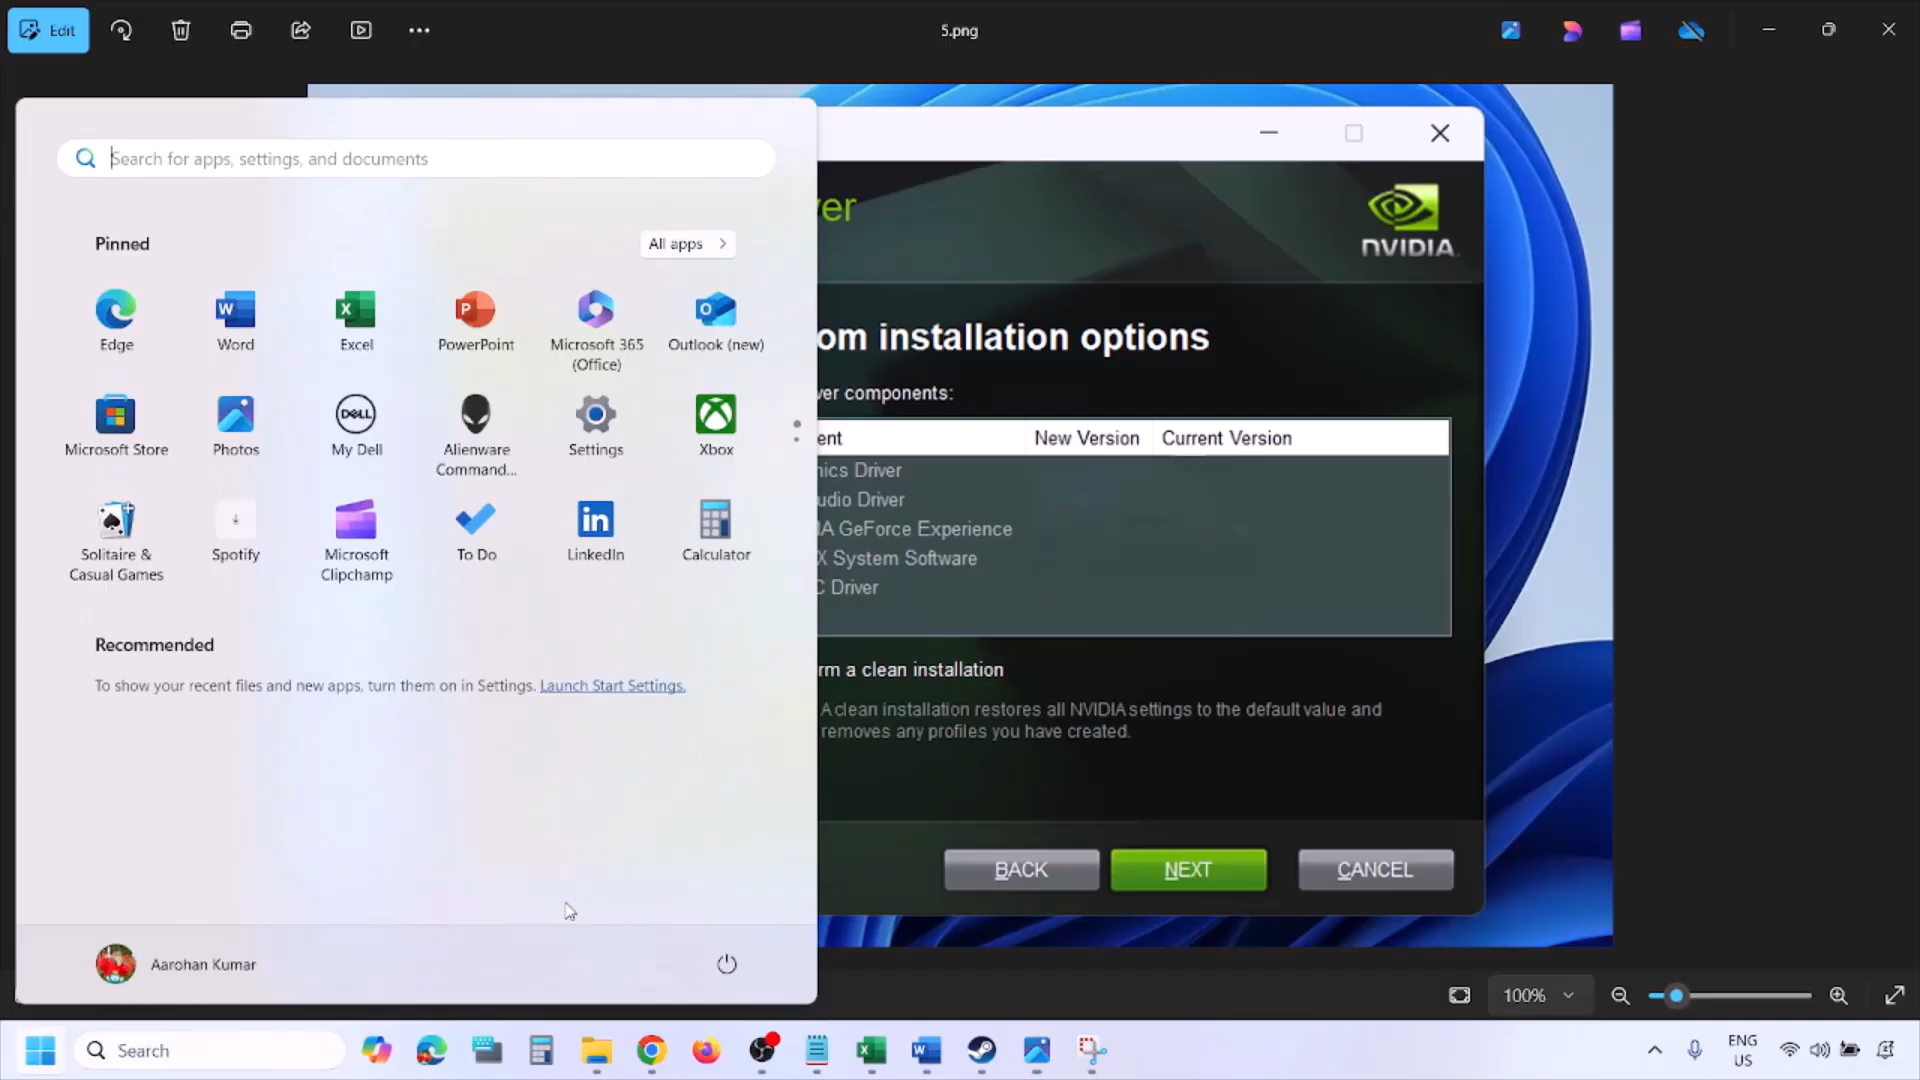 Edit
5.png
Search for apps, settings, and documents
Pinned
All apps
Edge
Word
Excel
PowerPoint
Microsoft 365
(Office)
Outlook (new)
Microsoft Store
Photos
DELL
My Dell
Alienware
Command...
Settings
Xbox
Solitaire &
Casual Games
Spotify
Microsoft
Clipchamp
To Do
LinkedIn
Calculator
Recommended
To show your recent files and new apps, turn them on in Settings. Launch Start Settings.
Aarohan Kumar
ver
NVIDIA
om installation options
ver components:
ent New Version Current Version
nics Driver
udio Driver
IA GeForce Experience
X System Software
C Driver
rm a clean installation
A clean installation restores all NVIDIA settings to the default value and
removes any profiles you have created.
BACK NEXT CANCEL
100%
Search
ENG
US